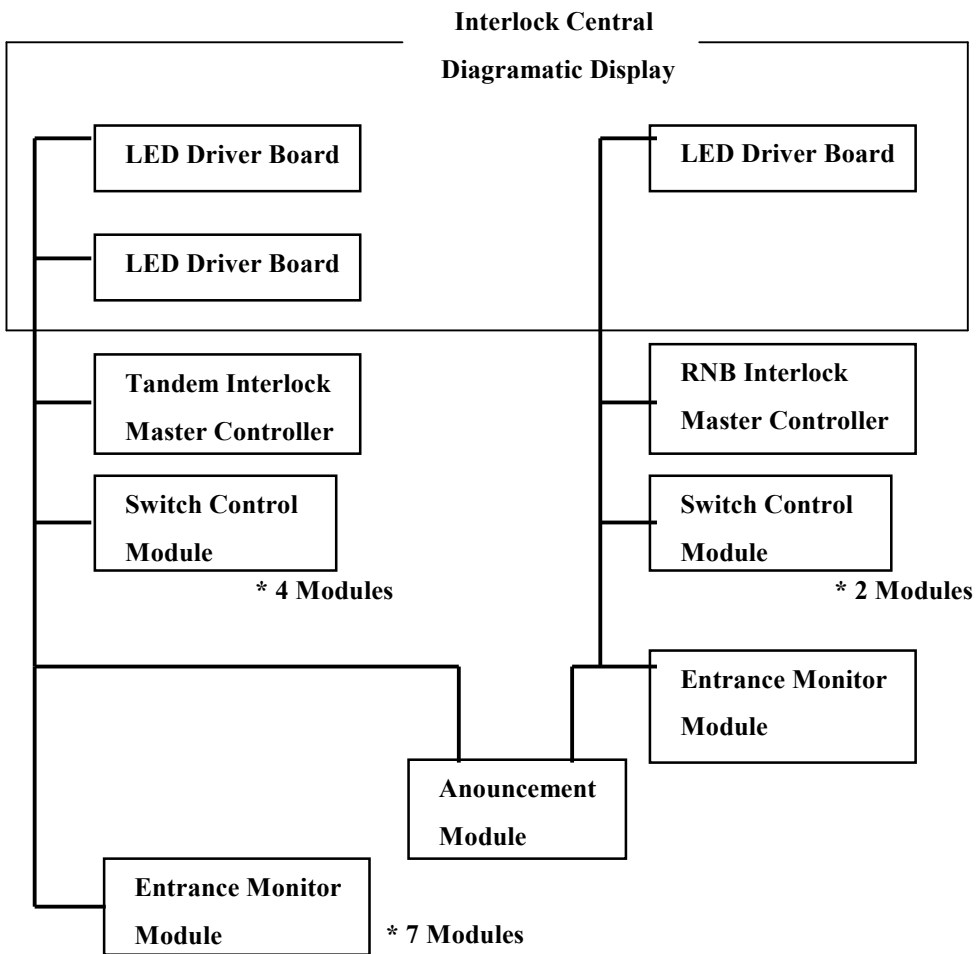 Interlock Central
Diagramatic Display
LED Driver Board
LED Driver Board
LED Driver Board
Tandem Interlock
Master Controller
RNB Interlock
Master Controller
Switch Control
Module
* 4 Modules
Switch Control
Module
* 2 Modules
Entrance Monitor
Module
Anouncement
Module
Entrance Monitor
Module
* 7 Modules